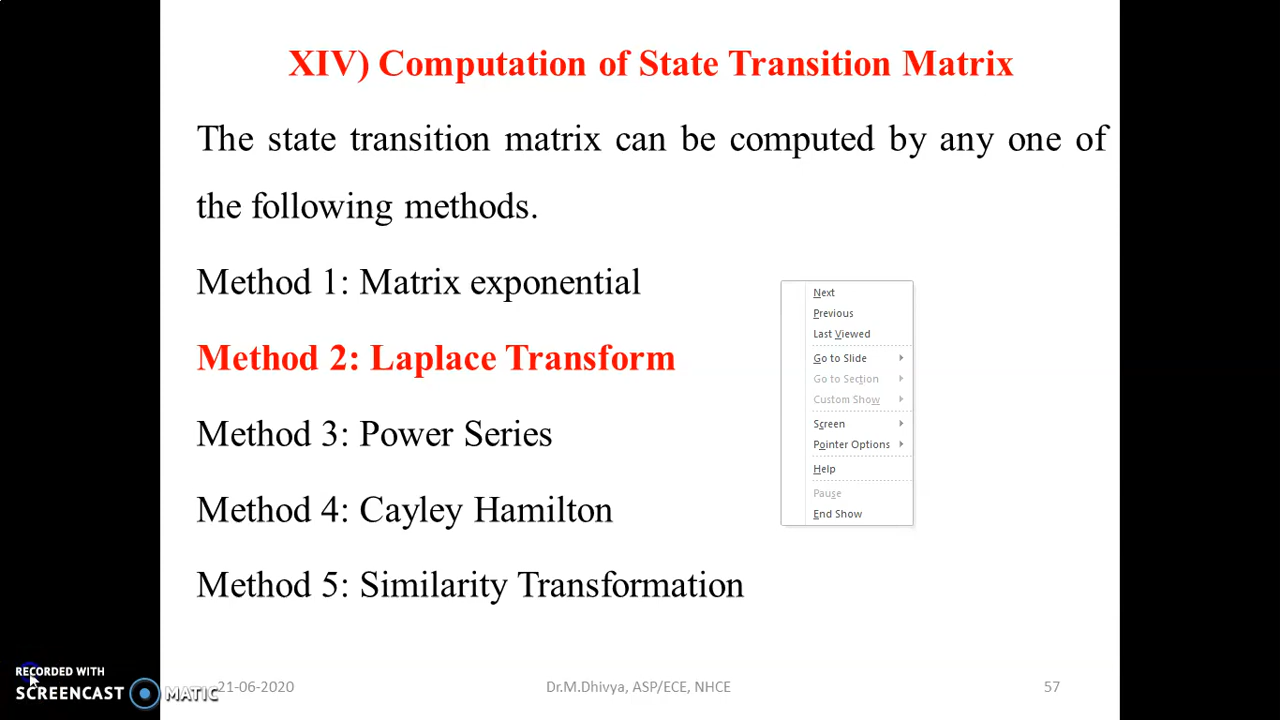 XIV) Computation of State Transition Matrix
The state transition matrix can be computed by any one of
the following methods.
Method 1: Matrix exponential
Method 2: Laplace Transform
Method 3: Power Series
Method 4: Cayley Hamilton
Method 5: Similarity Transformation
Next
Previous
Last Viewed
Go to Slide
Go to Section
Custom Show
Screen
Pointer Options
Help
Pause
End Show
RECORDED WITH
SCREENCAST MATIC
21-06-2020
Dr.M.Dhivya, ASP/ECE, NHCE
57